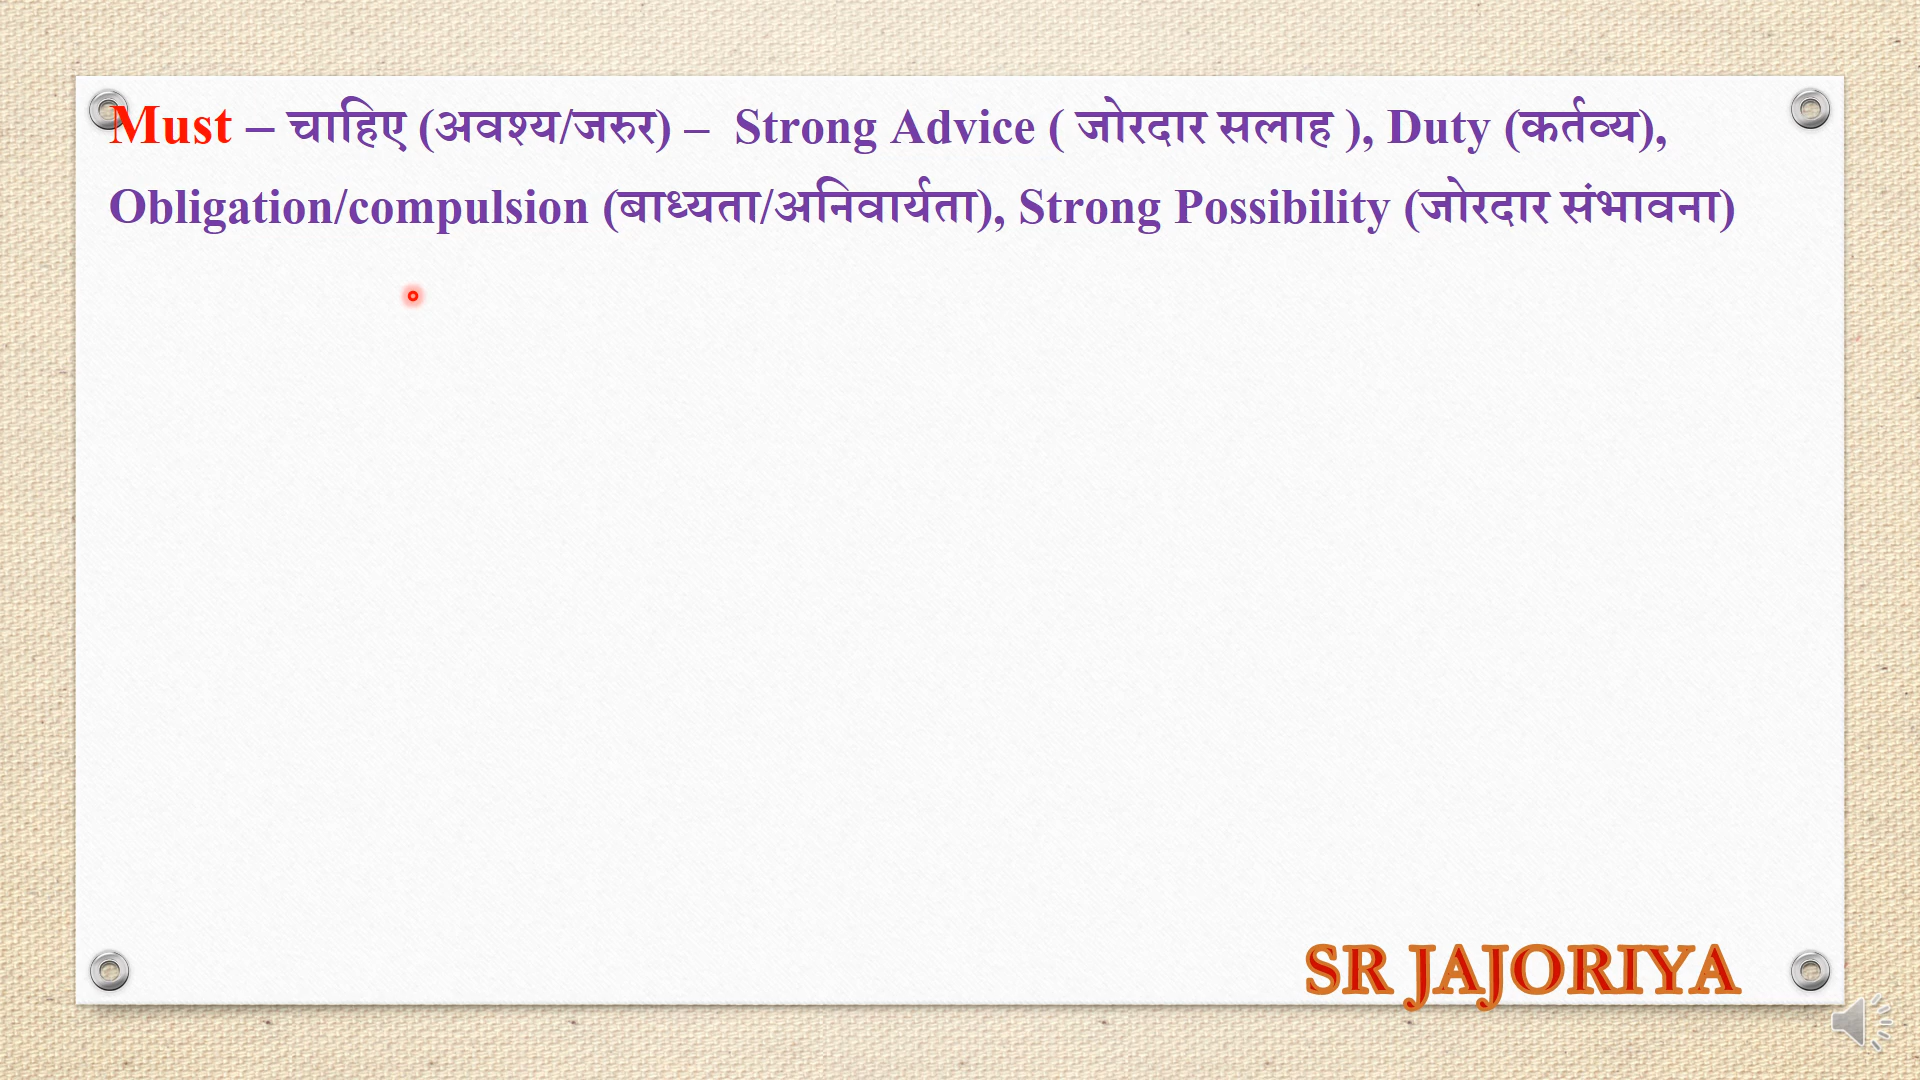 Must – चाहिए (अवश्य/जरुर) – Strong Advice ( जोरदार सलाह ), Duty (कर्तव्य),
Obligation/compulsion (बाध्यता/अनिवार्यता), Strong Possibility (जोरदार संभावना)
SR JAJORIYA